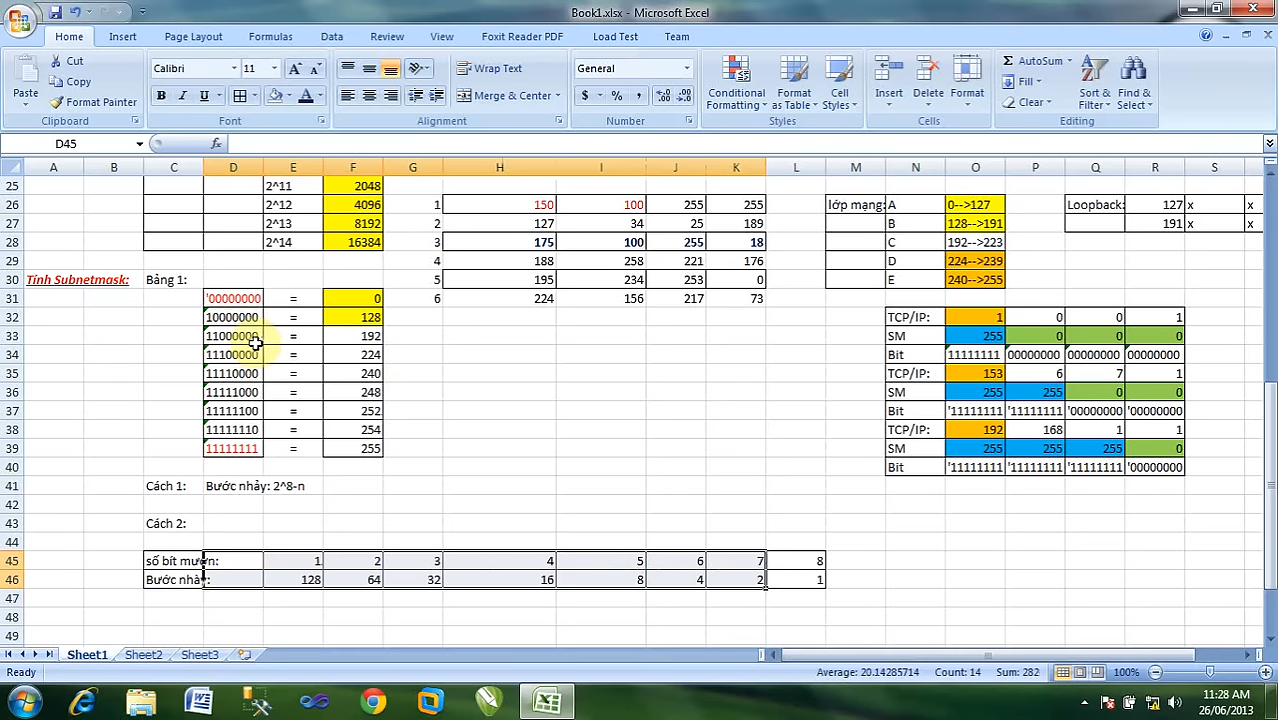 Book1.xlsx - Microsoft Excel
Home Insert Page Layout Formulas Data Review View Foxit Reader PDF Load Test Team
Paste Cut Copy Format Painter Clipboard
Calibri 11 A A B I U A Font
Wrap Text Merge & Center Alignment
General $ % , Number
Conditional Formatting Format as Table Cell Styles Styles
Insert Delete Format Cells
AutoSum Fill Clear Sort & Filter Find & Select Editing
D45 fx
A B C D E F G H I J K L M N O P Q R S
25 2^11 2048
26 2^12 4096 1 150 100 255 255 lớp mạng: A 0-->127 Loopback: 127 x x
27 2^13 8192 2 127 34 25 189 B 128-->191 191 x x
28 2^14 16384 3 175 100 255 18 C 192-->223
29 4 188 258 221 176 D 224-->239
30 Tính Subnetmask: Bảng 1: 5 195 234 253 0 E 240-->255
31 '00000000 = 0 6 224 156 217 73
32 10000000 = 128 TCP/IP: 1 0 0 1
33 11000000 = 192 SM 255 0 0 0
34 11100000 = 224 Bit 11111111 00000000 00000000 00000000
35 11110000 = 240 TCP/IP: 153 6 7 1
36 11111000 = 248 SM 255 255 0 0
37 11111100 = 252 Bit '11111111 '11111111 '00000000 '00000000
38 11111110 = 254 TCP/IP: 192 168 1 1
39 11111111 = 255 SM 255 255 255 0
40 Bit '11111111 '11111111 '11111111 '00000000
41 Cách 1: Bước nhảy: 2^8-n
42
43 Cách 2:
44
45 số bít mượn: 1 2 3 4 5 6 7 8
46 Bước nhảy: 128 64 32 16 8 4 2 1
47
48
49
Sheet1 Sheet2 Sheet3
Ready Average: 20.14285714 Count: 14 Sum: 282 100%
11:28 AM
26/06/2013